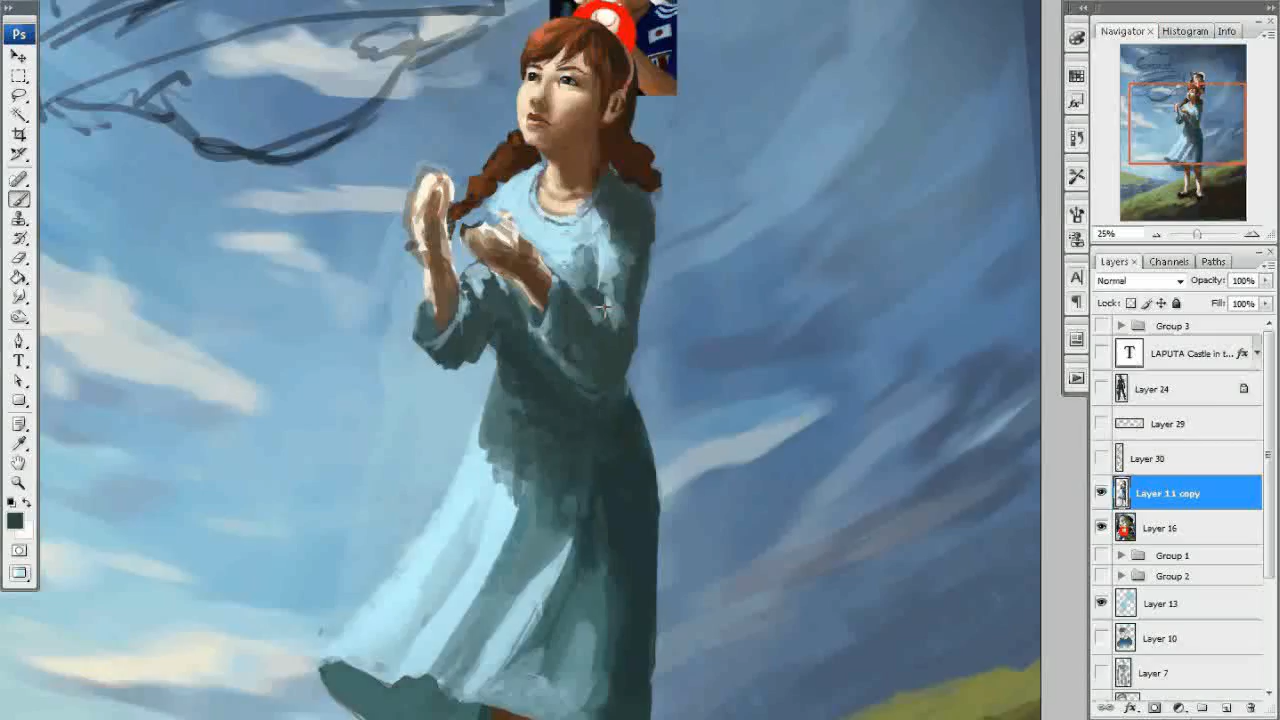 Ps
Navigator
Histogram
Info
25%
Layers
Channels
Paths
Normal
Opacity: 100%
Lock:
Fill: 100%
Group 3
T
LAPUTA Castle in t...
fx
Layer 24
Layer 29
Layer 30
Layer 11 copy
Layer 16
Group 1
Group 2
Layer 13
Layer 10
Layer 7